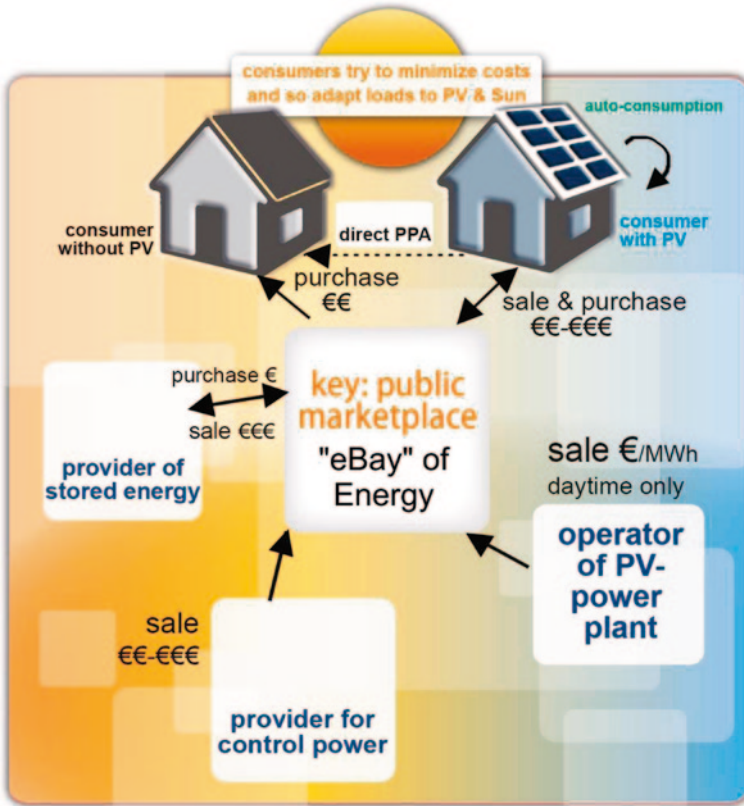 consumers try to minimize costs
and so adapt loads to PV & Sun
auto-consumption
consumer
without PV
direct PPA
consumer
with PV
purchase
€€
sale & purchase
€€-€€€
purchase €
sale €€€
key: public
marketplace
"eBay" of
Energy
provider of
stored energy
sale €/MWh
daytime only
operator
of PV-
power
plant
sale
€€-€€€
provider for
control power